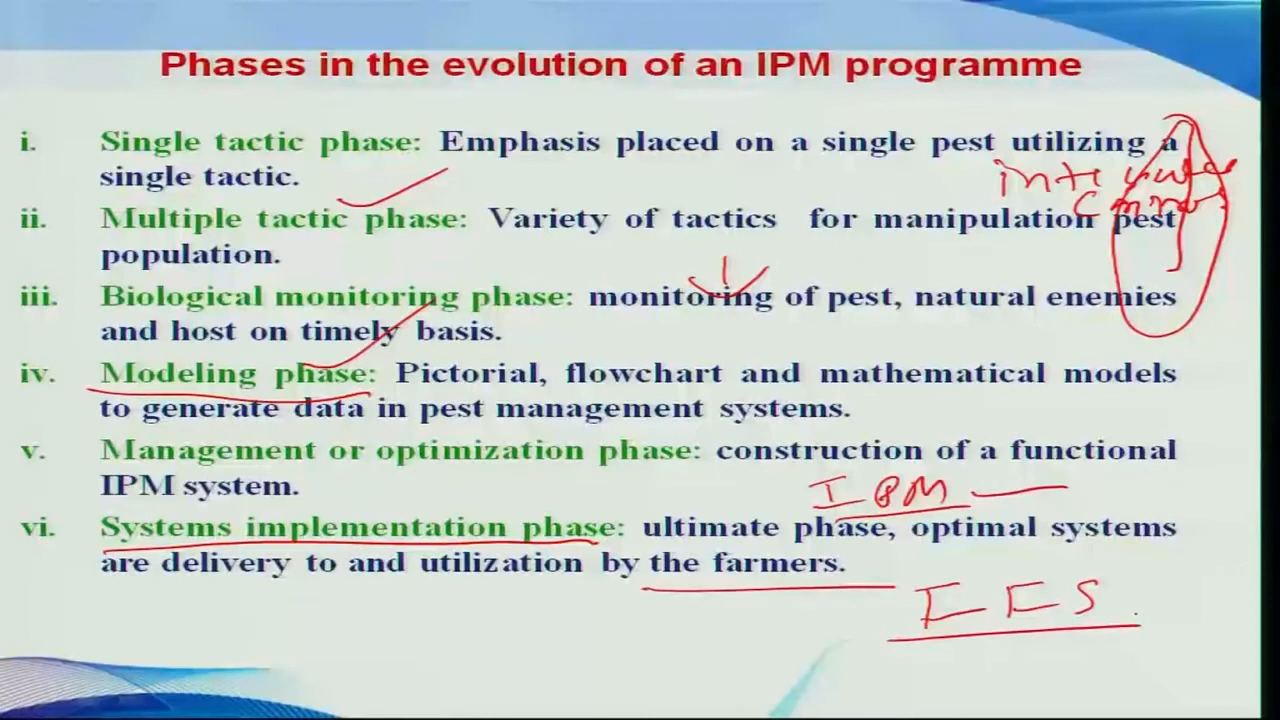 Phases in the evolution of an IPM programme
i. Single tactic phase: Emphasis placed on a single pest utilizing a
single tactic.
ii. Multiple tactic phase: Variety of tactics for manipulation pest
population.
iii. Biological monitoring phase: monitoring of pest, natural enemies
and host on timely basis.
iv. Modeling phase: Pictorial, flowchart and mathematical models
to generate data in pest management systems.
v. Management or optimization phase: construction of a functional
IPM system.
IPM
vi. Systems implementation phase: ultimate phase, optimal systems
are delivery to and utilization by the farmers.
FFS